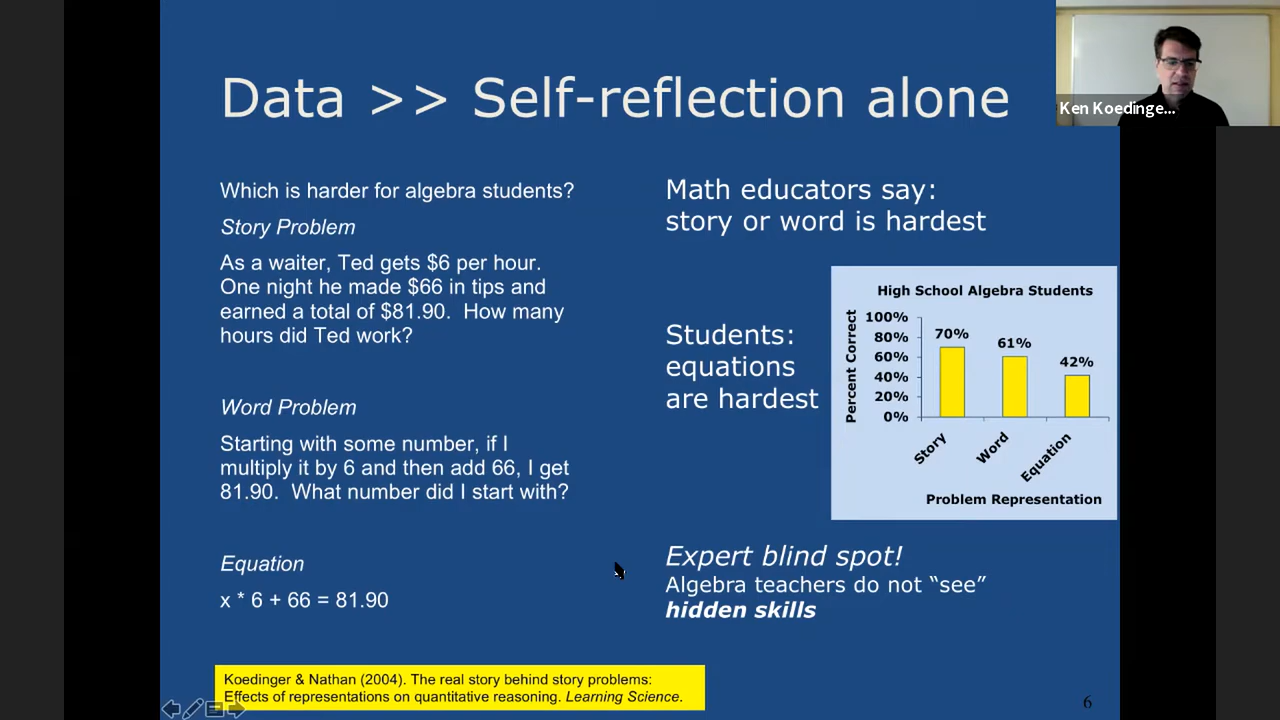 Data >> Self-reflection alone
Ken Koedinge...
Which is harder for algebra students?
Story Problem
As a waiter, Ted gets $6 per hour.
One night he made $66 in tips and
earned a total of $81.90.  How many
hours did Ted work?
Word Problem
Starting with some number, if I
multiply it by 6 and then add 66, I get
81.90.  What number did I start with?
Equation
x * 6 + 66 = 81.90
Math educators say:
story or word is hardest
Students:
equations
are hardest
High School Algebra Students
Percent Correct
100%
80%
60%
40%
20%
0%
70%
61%
42%
Story
Word
Equation
Problem Representation
Expert blind spot!
Algebra teachers do not “see”
hidden skills
Koedinger & Nathan (2004). The real story behind story problems:
Effects of representations on quantitative reasoning. Learning Science.
6